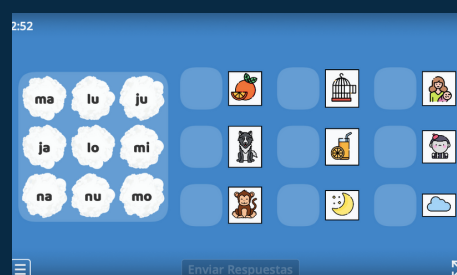 2:52
ma lu ju
ja lo mi
na nu mo
Enviar Respuestas